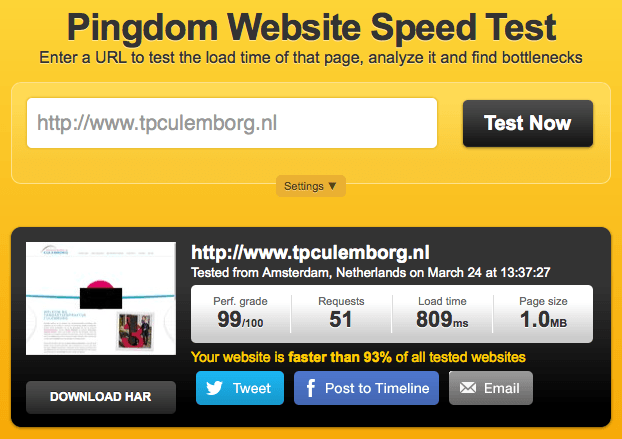 Pingdom Website Speed Test
Enter a URL to test the load time of that page, analyze it and find bottlenecks
http://www.tpculemborg.nl
Test Now
Settings ▼
http://www.tpculemborg.nl
Tested from Amsterdam, Netherlands on March 24 at 13:37:27
Perf. grade Requests Load time Page size
99/100 51 809ms 1.0MB
Your website is faster than 93% of all tested websites
DOWNLOAD HAR
Tweet Post to Timeline Email